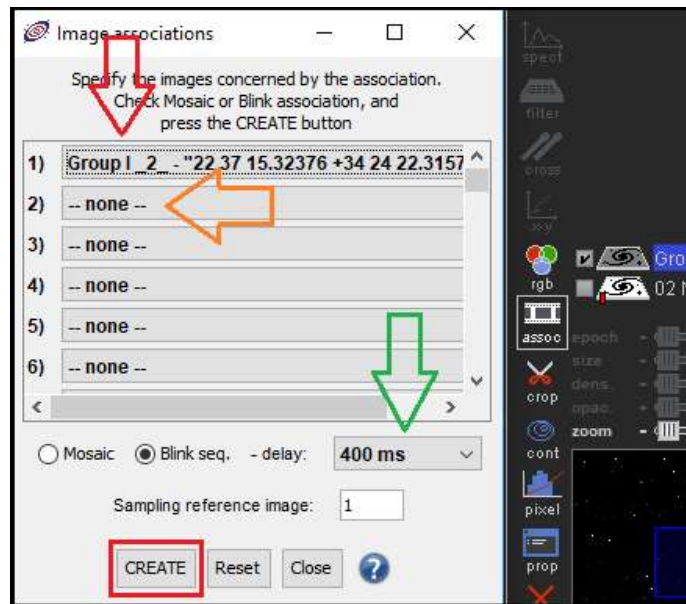 Image associations
Specify the images concerned by the association.
Check Mosaic or Blink association, and
press the CREATE button
1) Group I _2_ - "22 37 15.32376 +34 24 22.3157
2) -- none --
3) -- none --
4) -- none --
5) -- none --
6) -- none --
Mosaic Blink seq. - delay: 400 ms
Sampling reference image: 1
CREATE Reset Close ?
spect
filter
cross
x-y
rgb
Gro
02
assoc
epoch
size
crop
dens.
opac.
zoom
cont
pixel
prop